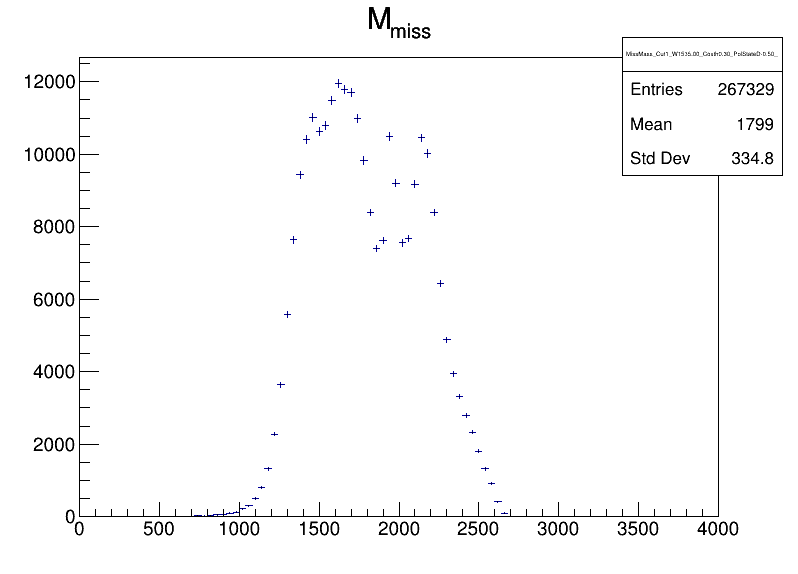 M_miss
MissMass_Cut1_W1535.00_Costh0.30_PolStateD-0.50_
Entries 267329
Mean 1799
Std Dev 334.8
12000
10000
8000
6000
4000
2000
0
0 500 1000 1500 2000 2500 3000 3500 4000